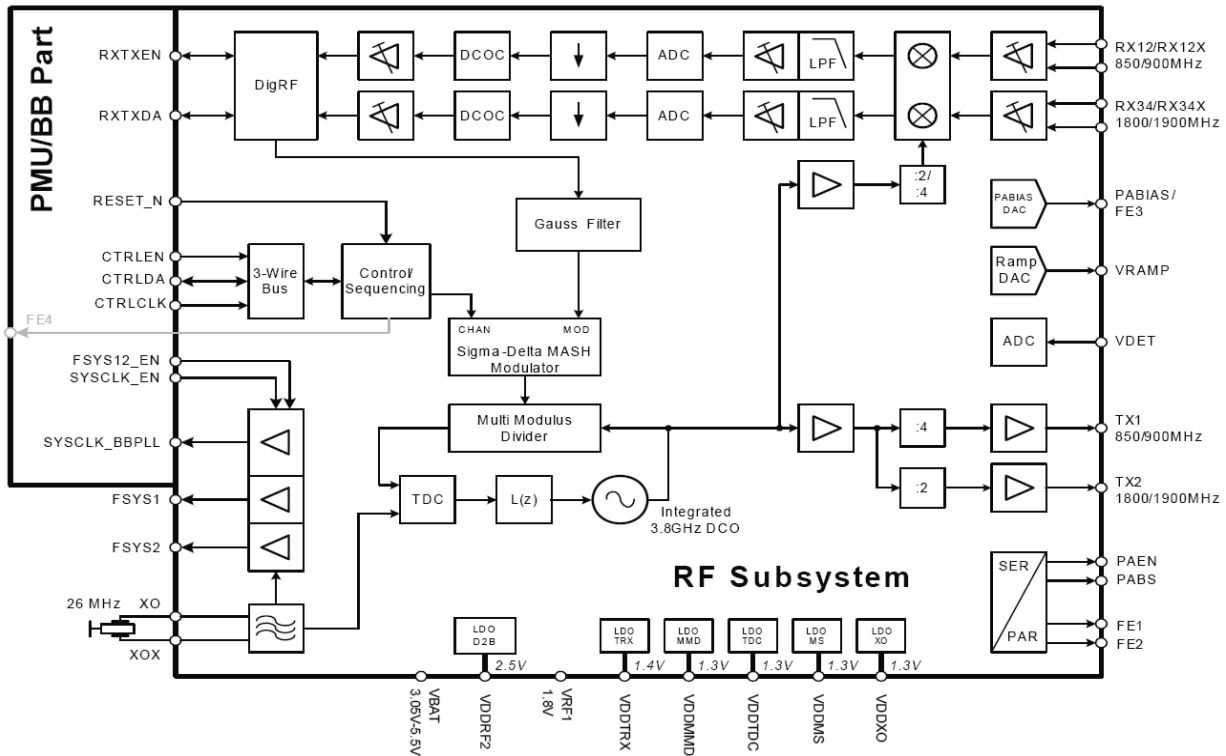 PMU/BB Part
RXTXEN
RXTXDA
RESET_N
CTRLEN
CTRLDA
CTRLCLK
FE4
FSYS12_EN
SYSCLK_EN
SYSCLK_BBPLL
FSYS1
FSYS2
26 MHz
XO
XOX
DigRF
DCOC
ADC
LPF
DCOC
ADC
LPF
RX12/RX12X
850/900MHz
RX34/RX34X
1800/1900MHz
:2/
:4
Gauss Filter
3-Wire
Bus
Control/
Sequencing
CHAN
MOD
Sigma-Delta MASH
Modulator
Multi Modulus
Divider
TDC
L(z)
Integrated
3.8GHz DCO
PABIAS
DAC
PABIAS/
FE3
Ramp
DAC
VRAMP
ADC
VDET
:4
TX1
850/900MHz
:2
TX2
1800/1900MHz
RF Subsystem
SER
PAR
PAEN
PABS
FE1
FE2
LDO
D2B
2.5V
LDO
TRX
1.4V
LDO
MMD
1.3V
LDO
TDC
1.3V
LDO
MS
1.3V
LDO
XO
1.3V
VBAT
3.05V-5.5V
VDDRF2
VRF1
1.8V
VDDTRX
VDDMMD
VDDTDC
VDDMS
VDDXO